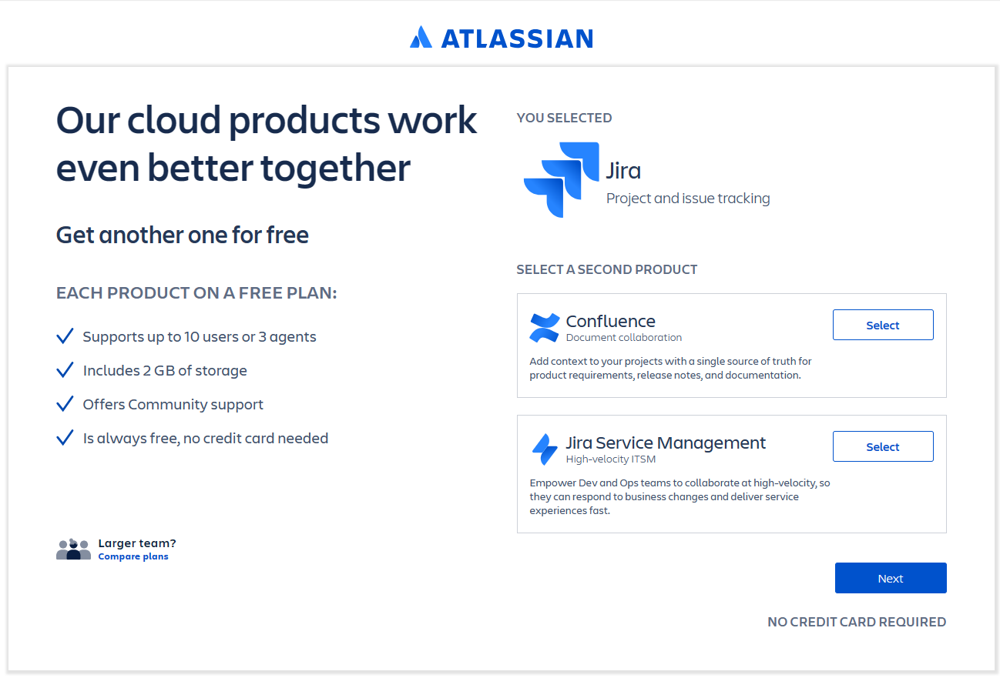 ATLASSIAN
Our cloud products work
even better together
Get another one for free
EACH PRODUCT ON A FREE PLAN:
Supports up to 10 users or 3 agents
Includes 2 GB of storage
Offers Community support
Is always free, no credit card needed
Larger team?
Compare plans
YOU SELECTED
Jira
Project and issue tracking
SELECT A SECOND PRODUCT
Confluence
Document collaboration
Select
Add context to your projects with a single source of truth for
product requirements, release notes, and documentation.
Jira Service Management
High-velocity ITSM
Select
Empower Dev and Ops teams to collaborate at high-velocity, so
they can respond to business changes and deliver service
experiences fast.
Next
NO CREDIT CARD REQUIRED